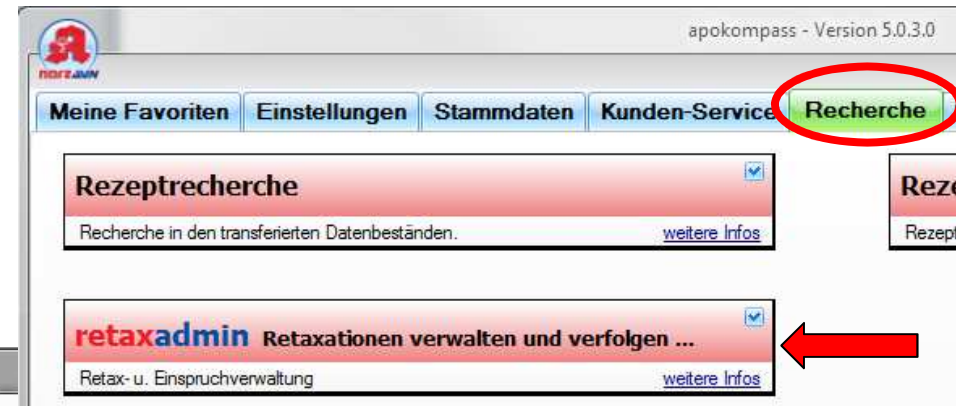 apokompass - Version 5.0.3.0
Meine Favoriten Einstellungen Stammdaten Kunden-Service Recherche
Rezeptrecherche
Recherche in den transferierten Datenbeständen. weitere Infos
retaxadmin Retaxationen verwalten und verfolgen ...
Retax- u. Einspruchverwaltung weitere Infos